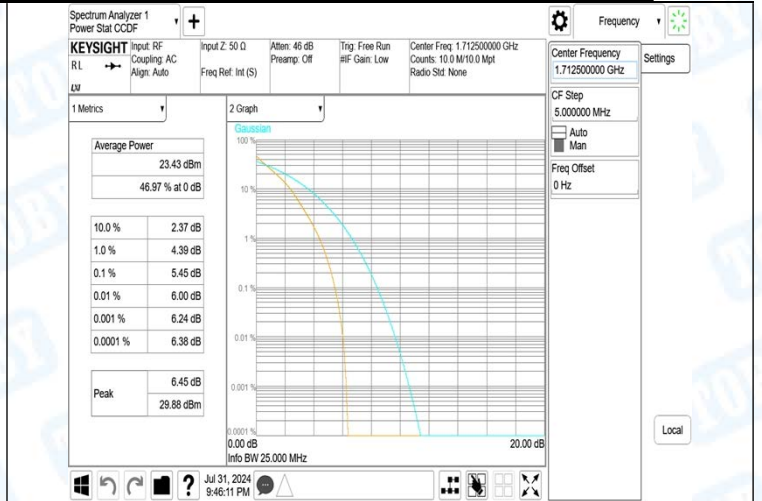 Spectrum Analyzer 1
Power Stat CCDF
Frequency
KEYSIGHT
RL
Input: RF
Coupling: AC
Align: Auto
Input Z: 50 Ω
Freq Ref: Int (S)
Atten: 46 dB
Preamp: Off
Trig: Free Run
#IF Gain: Low
Center Freq: 1.712500000 GHz
Counts: 10.0 M/10.0 Mpt
Radio Std: None
Center Frequency
1.712500000 GHz
Settings
CF Step
5.000000 MHz
Auto
Man
Freq Offset
0 Hz
1 Metrics
Average Power
23.43 dBm
46.97 % at 0 dB
10.0 % 2.37 dB
1.0 % 4.39 dB
0.1 % 5.45 dB
0.01 % 6.00 dB
0.001 % 6.24 dB
0.0001 % 6.38 dB
Peak 6.45 dB
29.88 dBm
2 Graph
Gaussian
100 %
10 %
1 %
0.1 %
0.01 %
0.001 %
0.0001 %
0.00 dB 20.00 dB
Info BW 25.000 MHz
Local
?
Jul 31, 2024
9:46:11 PM